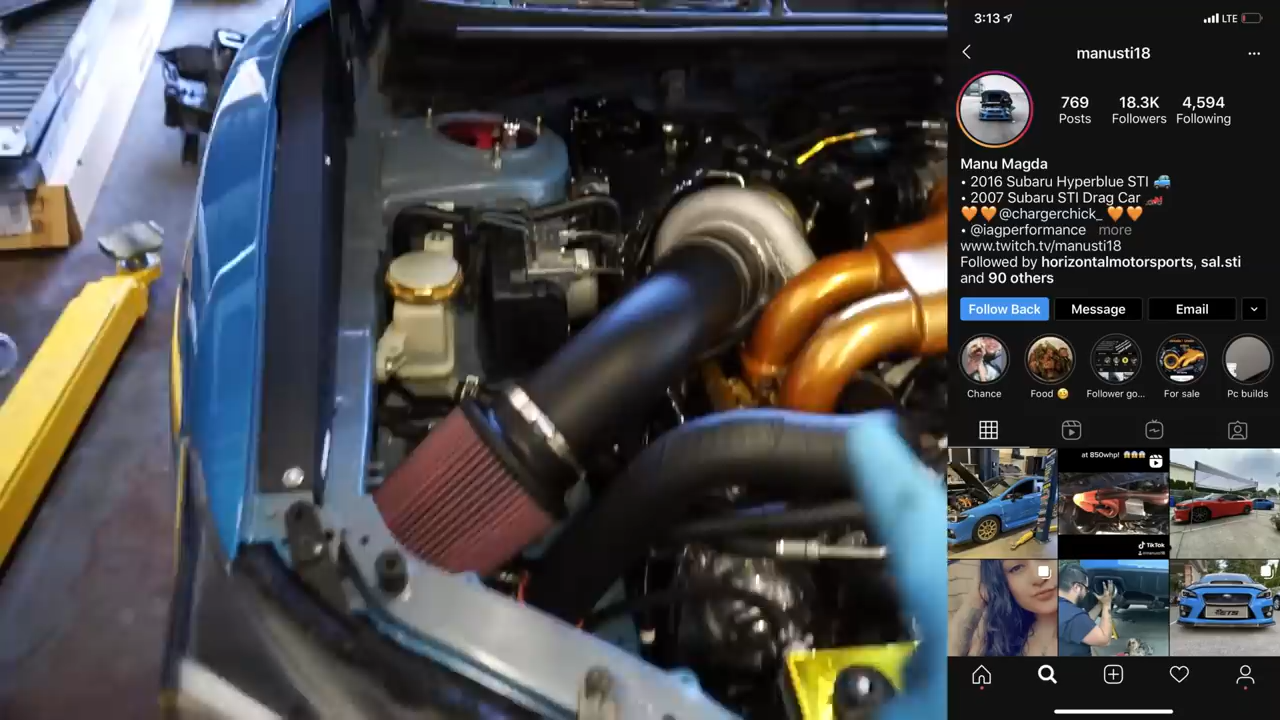 3:13
LTE
manusti18
769
Posts
18.3K
Followers
4,594
Following
Manu Magda
• 2016 Subaru Hyperblue STI
• 2007 Subaru STI Drag Car
@chargerchick_
• @iagperformance more
www.twitch.tv/manusti18
Followed by horizontalmotorsports, sal.sti
and 90 others
Follow Back
Message
Email
Chance
Food
Follower go...
For sale
Pc builds
at 850whp!
TikTok